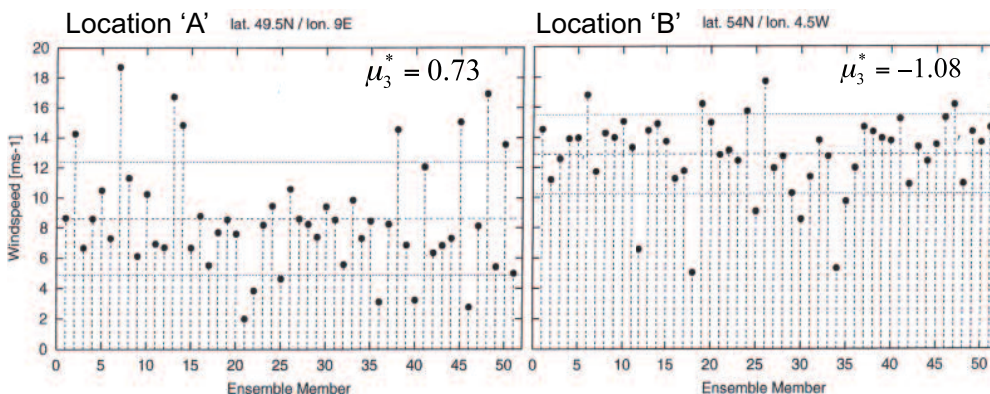 Location ‘A’ lat. 49.5N / lon. 9E
μ₃* = 0.73
Windspeed [ms-1]
20
18
16
14
12
10
8
6
4
2
0
0 5 10 15 20 25 30 35 40 45 50
Ensemble Member
Location ‘B’ lat. 54N / lon. 4.5W
μ₃* = −1.08
0 5 10 15 20 25 30 35 40 45 50
Ensemble Member